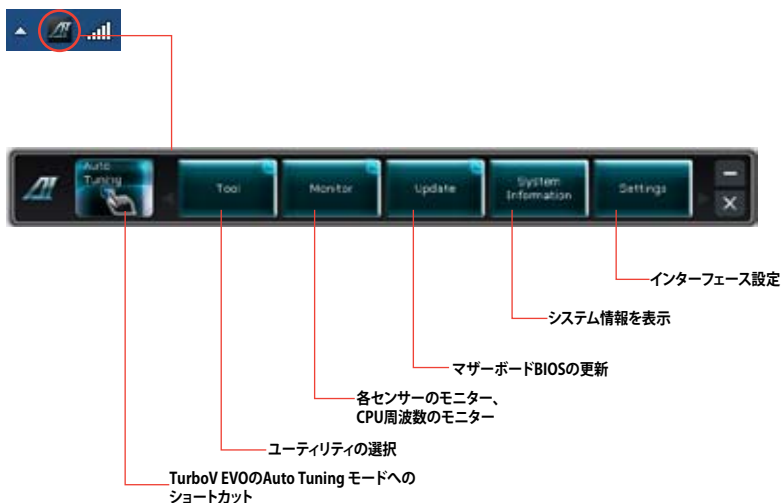 Auto
Tuning
Tool
Monitor
Update
System
Information
Settings
インターフェース設定
システム情報を表示
マザーボードBIOSの更新
各センサーのモニター、
CPU周波数のモニター
ユーティリティの選択
TurboV EVOのAuto Tuning モードへの
ショートカット